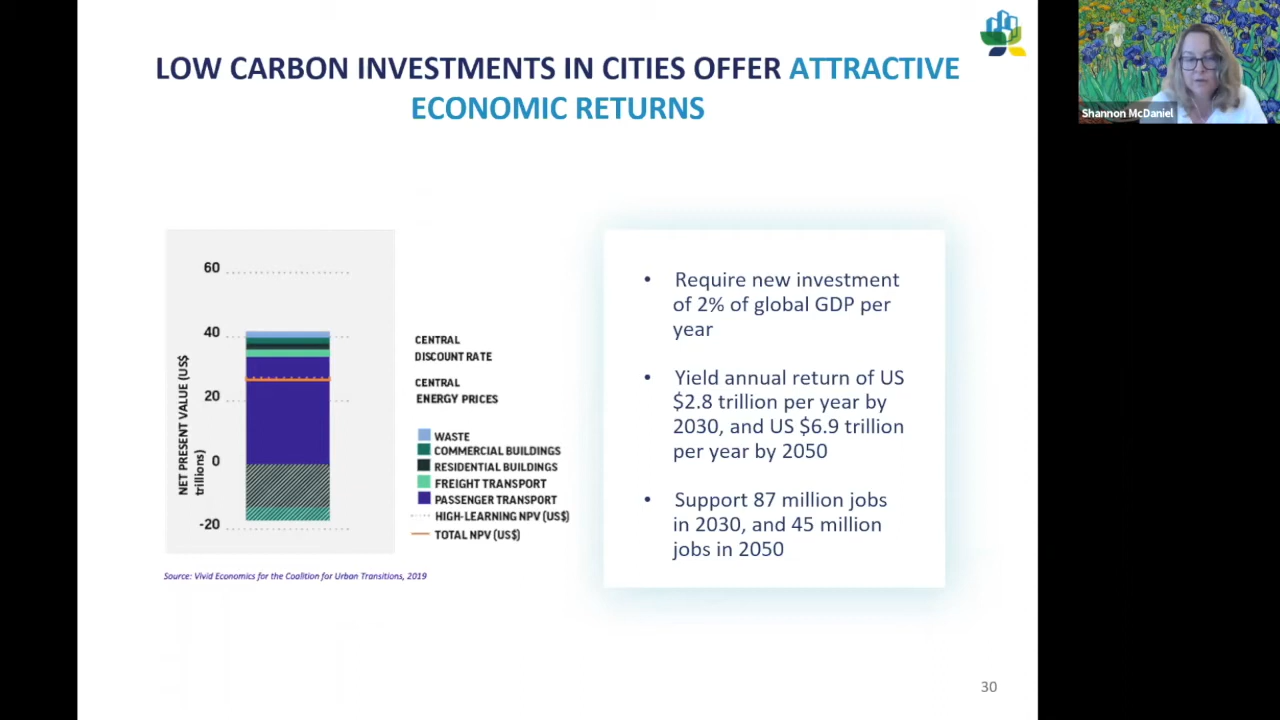 LOW CARBON INVESTMENTS IN CITIES OFFER ATTRACTIVE
ECONOMIC RETURNS
Shannon McDaniel
60
40
20
0
-20
NET PRESENT VALUE (US$
trillions)
CENTRAL
DISCOUNT RATE
CENTRAL
ENERGY PRICES
WASTE
COMMERCIAL BUILDINGS
RESIDENTIAL BUILDINGS
FREIGHT TRANSPORT
PASSENGER TRANSPORT
HIGH-LEARNING NPV (US$)
TOTAL NPV (US$)
Source: Vivid Economics for the Coalition for Urban Transitions, 2019
• Require new investment
of 2% of global GDP per
year
• Yield annual return of US
$2.8 trillion per year by
2030, and US $6.9 trillion
per year by 2050
• Support 87 million jobs
in 2030, and 45 million
jobs in 2050
30